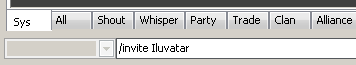 Sys All Shout Whisper Party Trade Clan Alliance
/invite Iluvatar